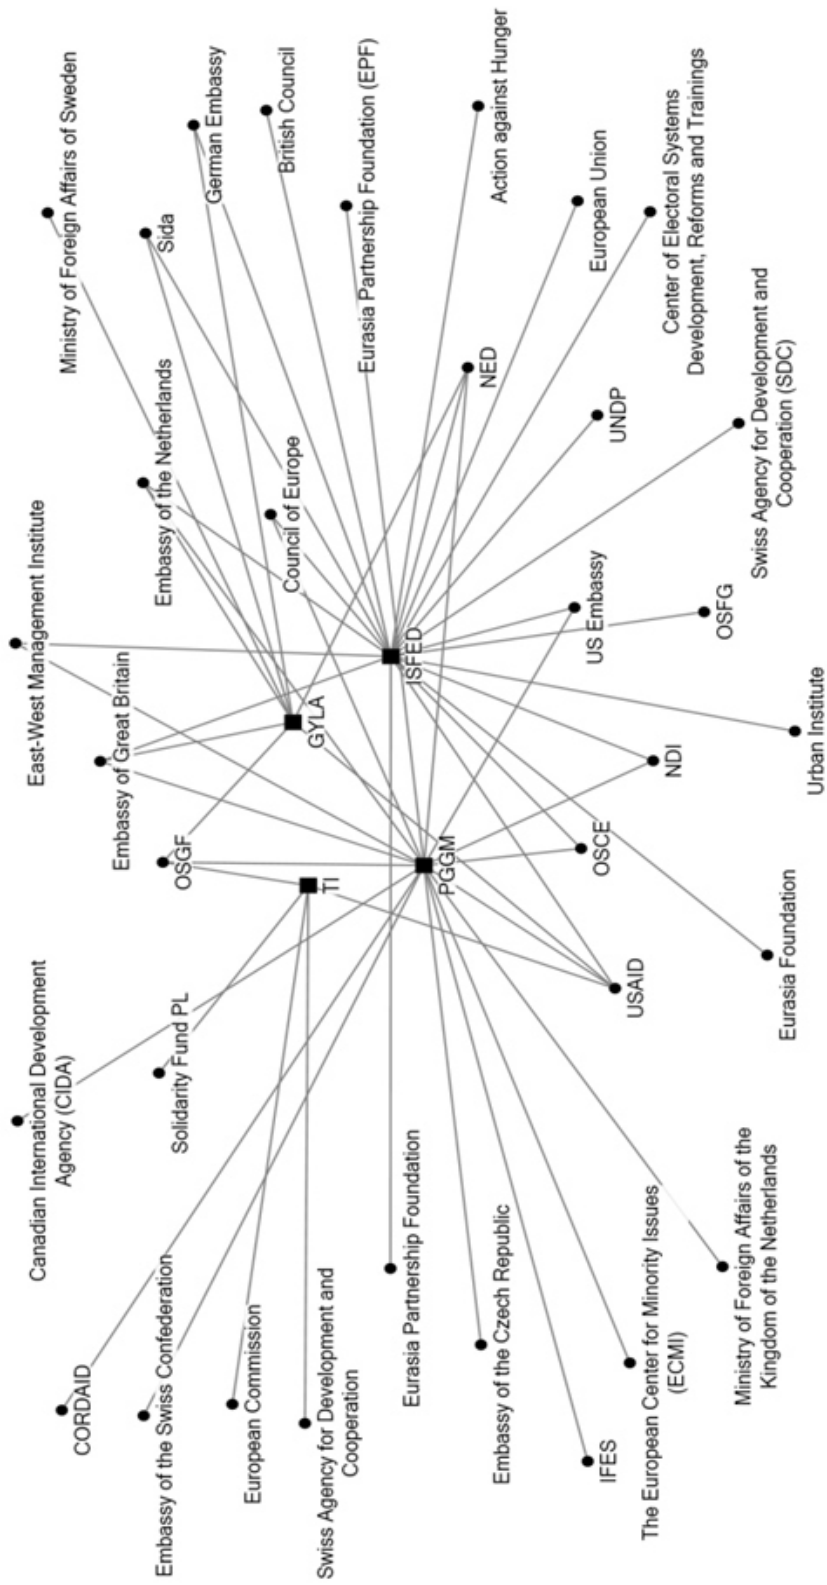 Canadian International Development
Agency (CIDA)
East-West Management Institute
Ministry of Foreign Affairs of Sweden
CORDAID
Embassy of Great Britain
Embassy of the Netherlands
Sida
Embassy of the Swiss Confederation
Solidarity Fund PL
OSGF
German Embassy
European Commission
Council of Europe
British Council
Swiss Agency for Development and
Cooperation
TI
GYLA
Eurasia Partnership Foundation (EPF)
Eurasia Partnership Foundation
ISFED
PGGM
NED
Action against Hunger
Embassy of the Czech Republic
OSCE
US Embassy
European Union
IFES
USAID
UNDP
The European Center for Minority Issues
(ECMI)
NDI
Center of Electoral Systems
Development, Reforms and Trainings
Ministry of Foreign Affairs of the
Kingdom of the Netherlands
OSFG
Swiss Agency for Development and
Cooperation (SDC)
Eurasia Foundation
Urban Institute